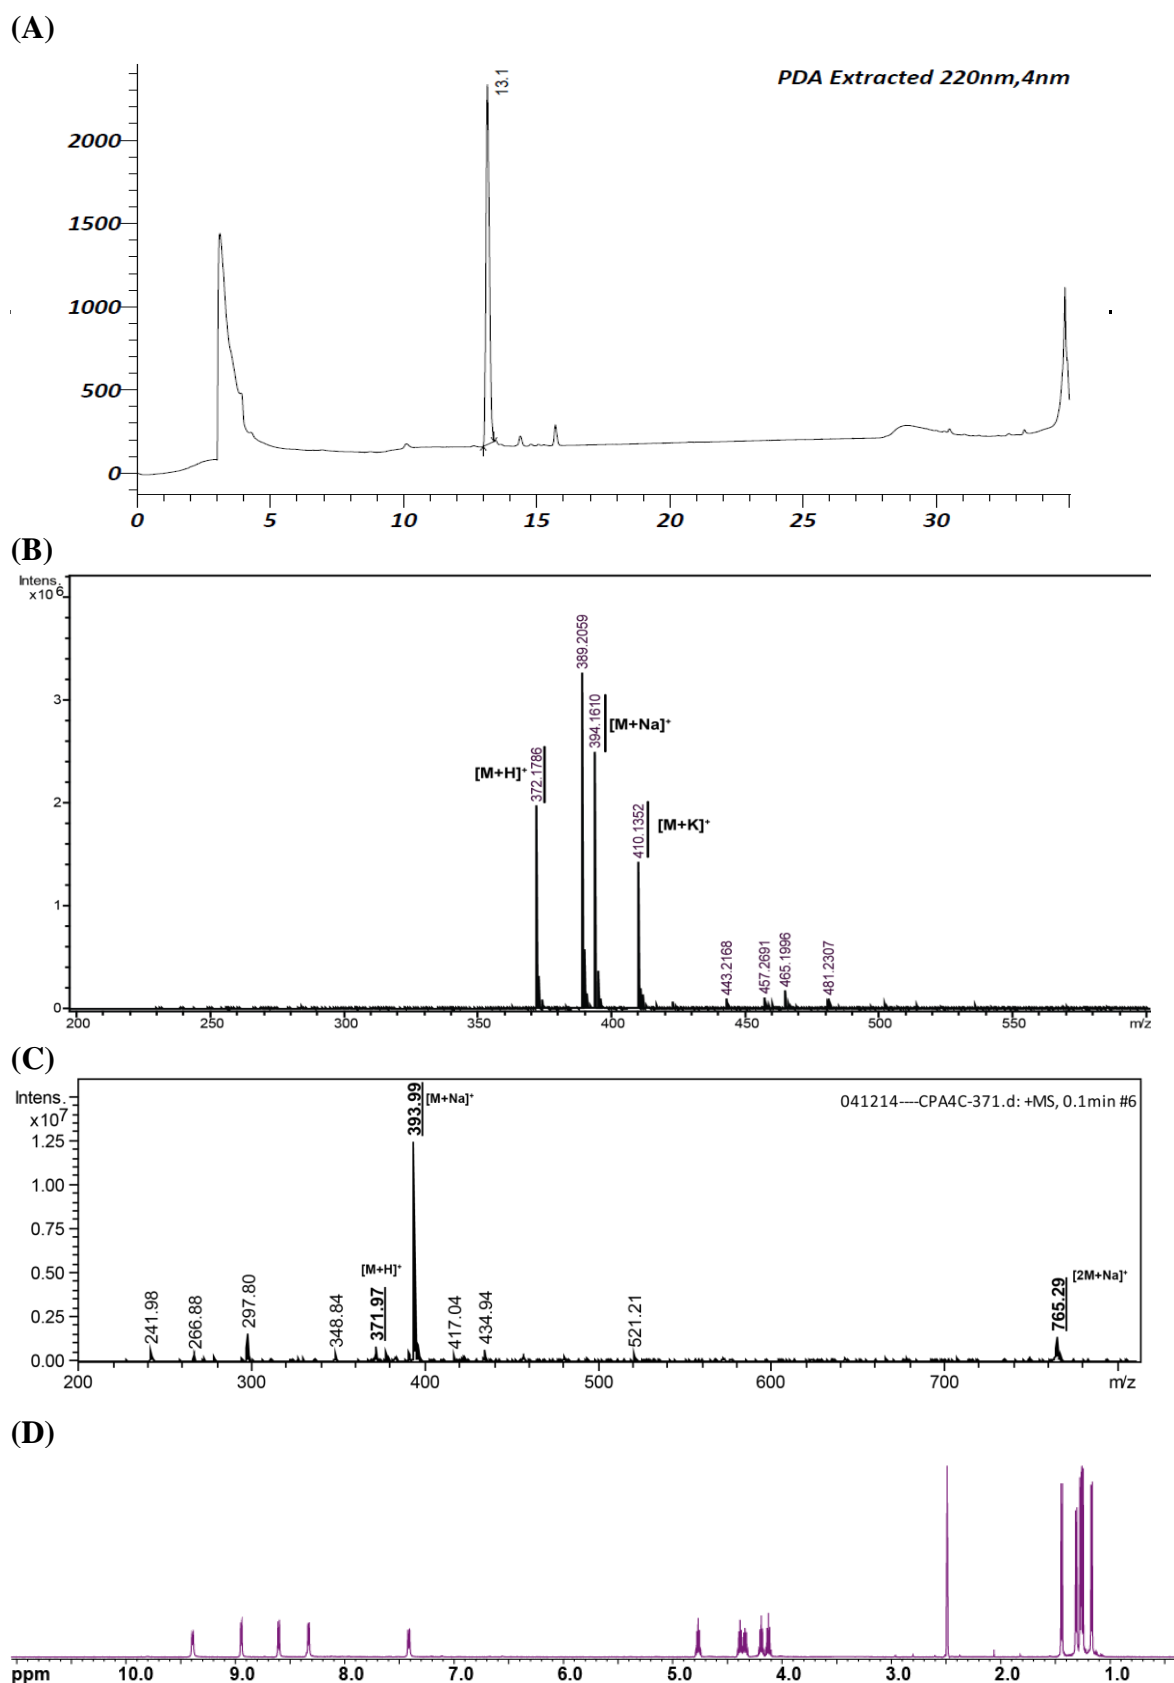 (A)
PDA Extracted 220nm,4nm
13.1
2000
1500
1000
500
0
0 5 10 15 20 25 30
(B)
Intens.
x10 6
389.2059
394.1610
[M+Na]+
[M+H]+
372.1786
410.1352
[M+K]+
3
2
1
0
443.2168
457.2691
465.1996
481.2307
200 250 300 350 400 450 500 550 m/z
(C)
Intens.
x10 7
393.99
[M+Na]+
041214----CPA4C-371.d: +MS, 0.1min #6
1.25
1.00
0.75
0.50
0.25
0.00
241.98
266.88
297.80
348.84
[M+H]+
371.97
417.04
434.94
521.21
765.29
[2M+Na]+
200 300 400 500 600 700 m/z
(D)
ppm 10.0 9.0 8.0 7.0 6.0 5.0 4.0 3.0 2.0 1.0